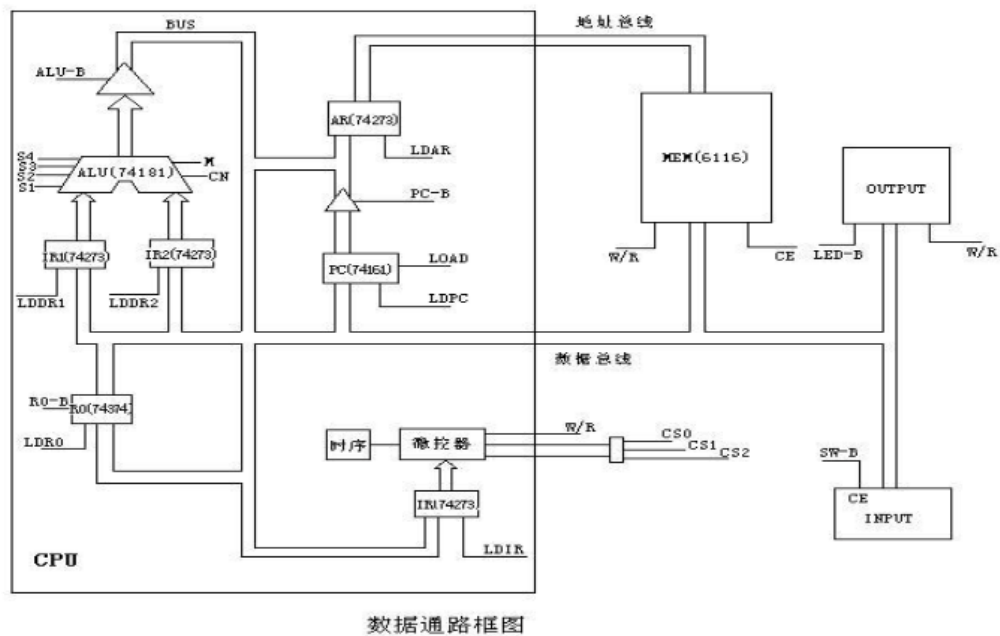 BUS
地址总线
ALU-B
AR(74273)
LDAR
MEM(6116)
S4
S3
S2
S1
ALU(74181)
M
CN
PC-B
OUTPUT
IR1(74273)
IR2(74273)
PC(74161)
LOAD
W/R
CE
LED-B
W/R
LDDR1
LDDR2
LDPC
数据总线
R0-B
R0(74374)
LDR0
时序
微控器
W/R
CS0
CS1
CS2
SW-B
IR(74273)
CE
INPUT
LDIR
CPU
数据通路框图